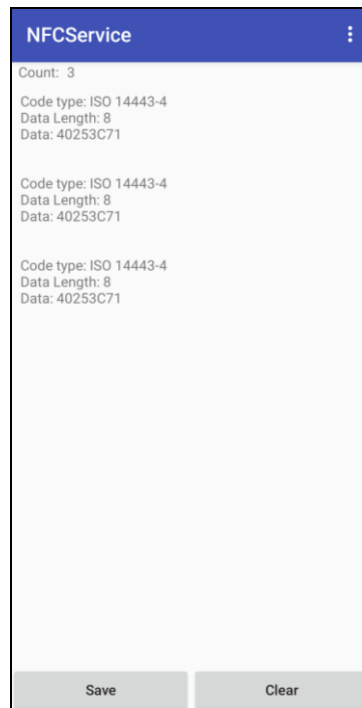 NFCService
Count: 3
Code type: ISO 14443-4
Data Length: 8
Data: 40253C71
Code type: ISO 14443-4
Data Length: 8
Data: 40253C71
Code type: ISO 14443-4
Data Length: 8
Data: 40253C71
Save
Clear